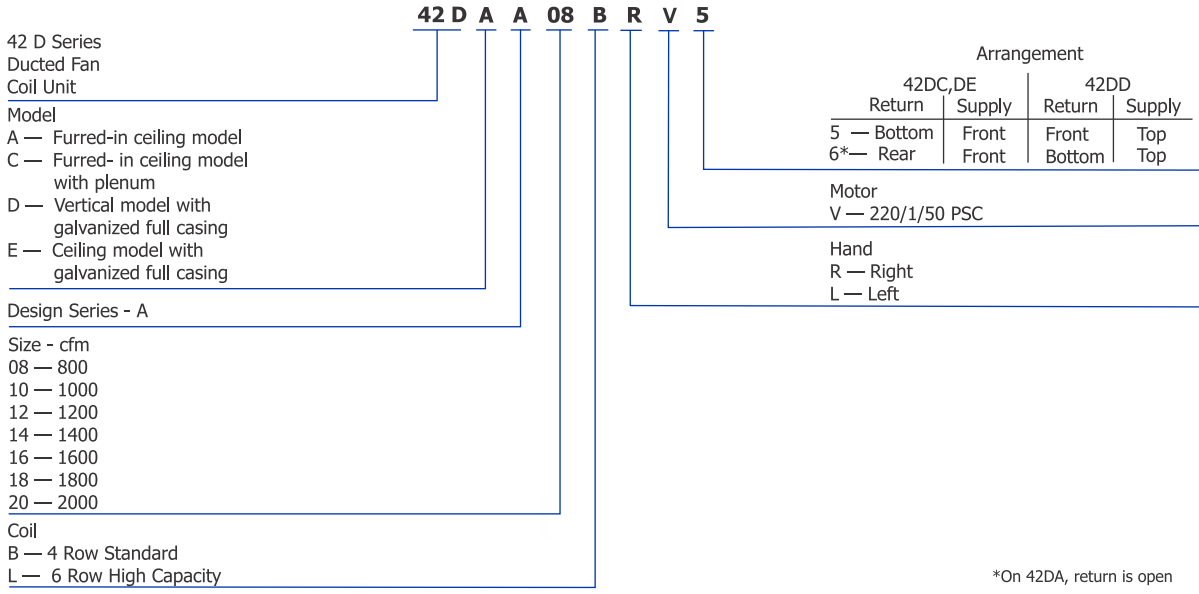 42 D A A 08 B R V 5
42 D Series
Ducted Fan
Coil Unit
Model
A — Furred-in ceiling model
C — Furred- in ceiling model
with plenum
D — Vertical model with
galvanized full casing
E — Ceiling model with
galvanized full casing
Design Series - A
Size - cfm
08 — 800
10 — 1000
12 — 1200
14 — 1400
16 — 1600
18 — 1800
20 — 2000
Coil
B — 4 Row Standard
L — 6 Row High Capacity
Arrangement
42DC,DE 42DD
Return Supply Return Supply
5 — Bottom Front Front Top
6*— Rear Front Bottom Top
Motor
V — 220/1/50 PSC
Hand
R — Right
L — Left
*On 42DA, return is open